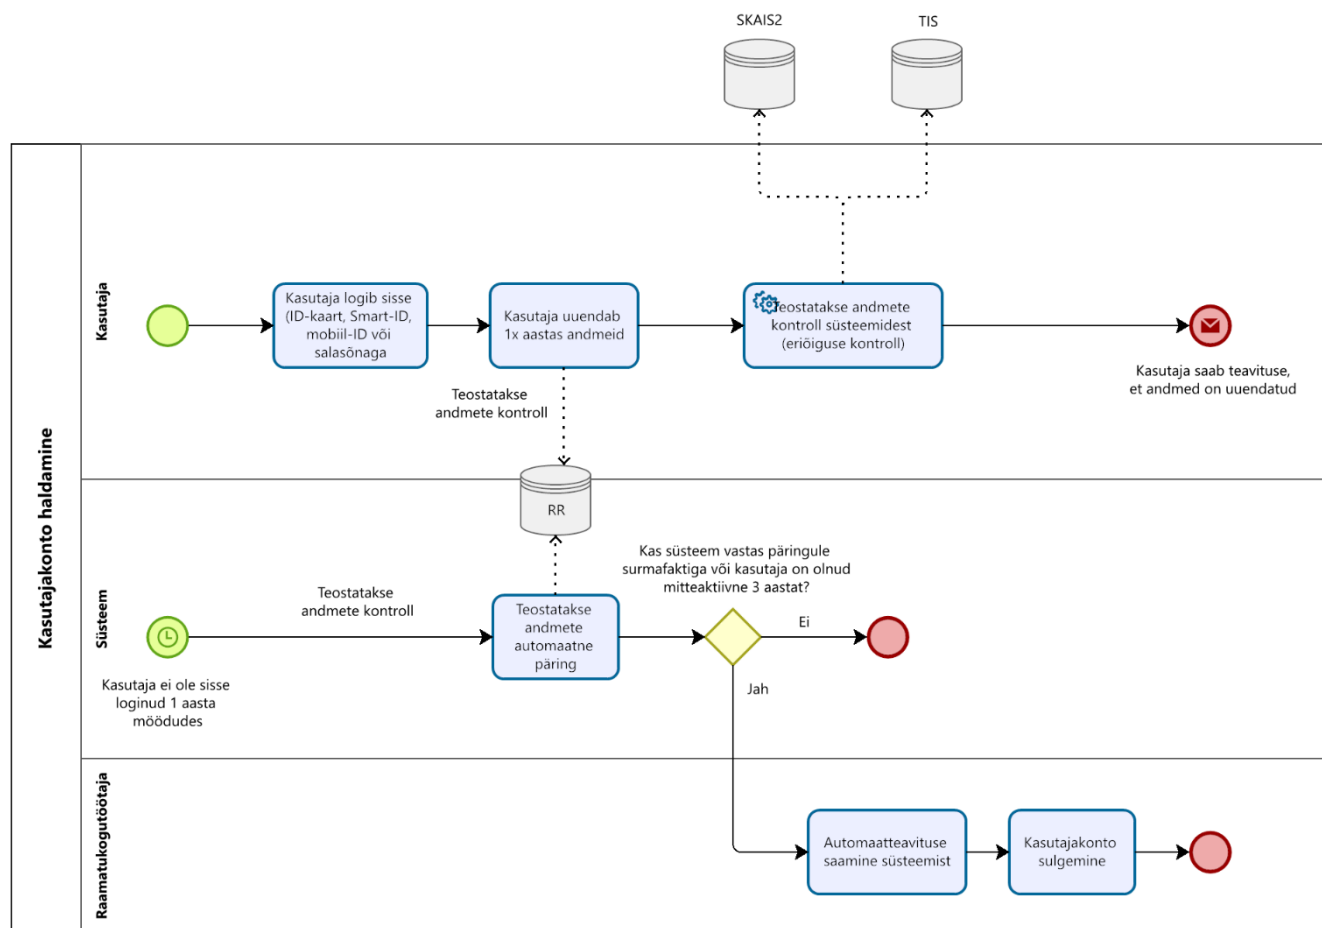 SKAIS2
TIS
Kasutajakonto haldamine
Kasutaja
Kasutaja logib sisse
(ID-kaart, Smart-ID,
mobiil-ID või
salasõnaga
Kasutaja uuendab
1x aastas andmeid
Teostatakse andmete
kontroll süsteemidest
(eriõiguse kontroll)
Kasutaja saab teavituse,
et andmed on uuendatud
Teostatakse
andmete kontroll
RR
Süsteem
Kasutaja ei ole sisse
loginud 1 aasta
möödudes
Teostatakse
andmete kontroll
Teostatakse
andmete
automaatne
päring
Kas süsteem vastas päringule
surmafaktiga või kasutaja on olnud
mitteaktiivne 3 aastat?
Ei
Jah
Raamatukogutöötaja
Automaatteavituse
saamine süsteemist
Kasutajakonto
sulgemine